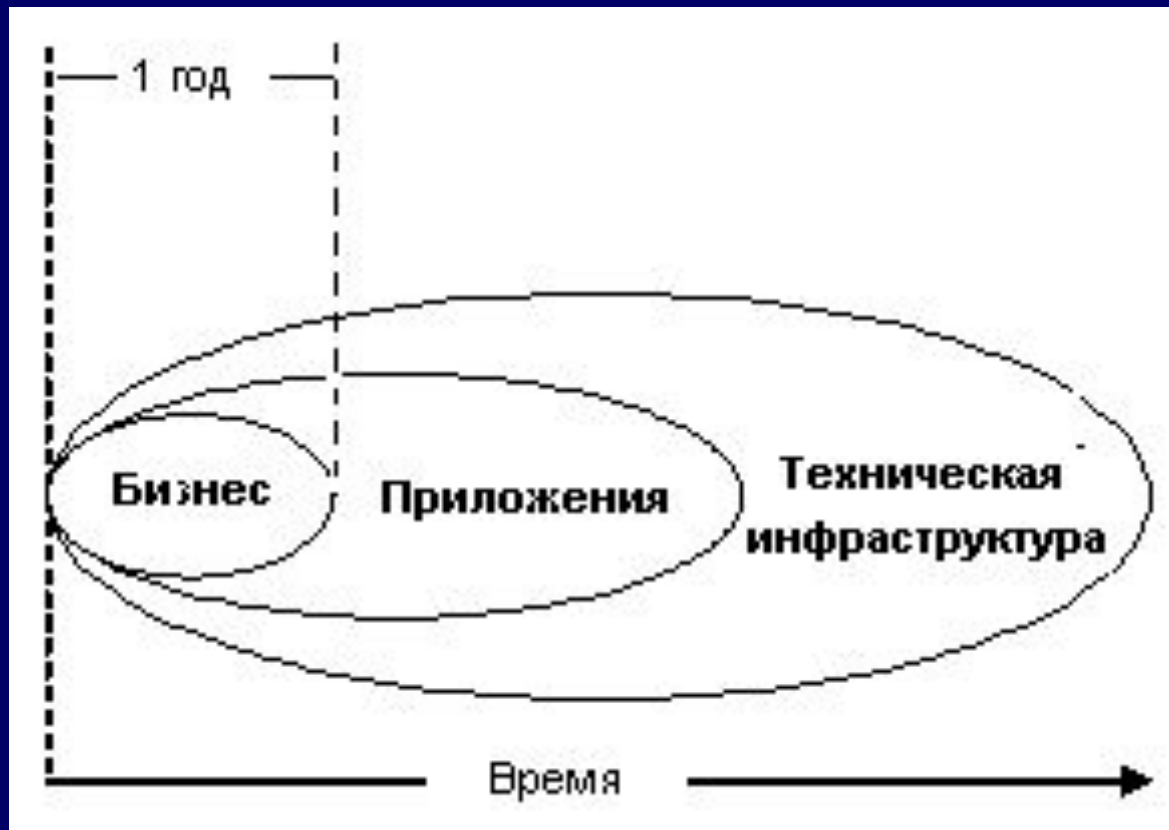 1 год
Бизнес
Приложения
Техническая
инфраструктура
Время